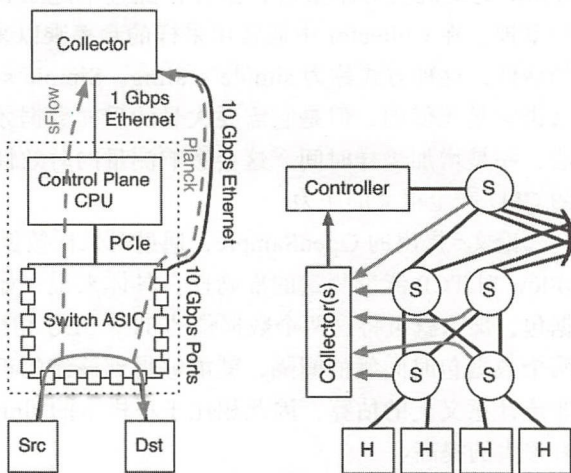 Collector
sFlow
1 Gbps
Ethernet
Planck
10 Gbps Ethernet
Control Plane
CPU
PCIe
Switch ASIC
10 Gbps Ports
Src
Dst
Controller
Collector(s)
S
S
S
S
S
H
H
H
H